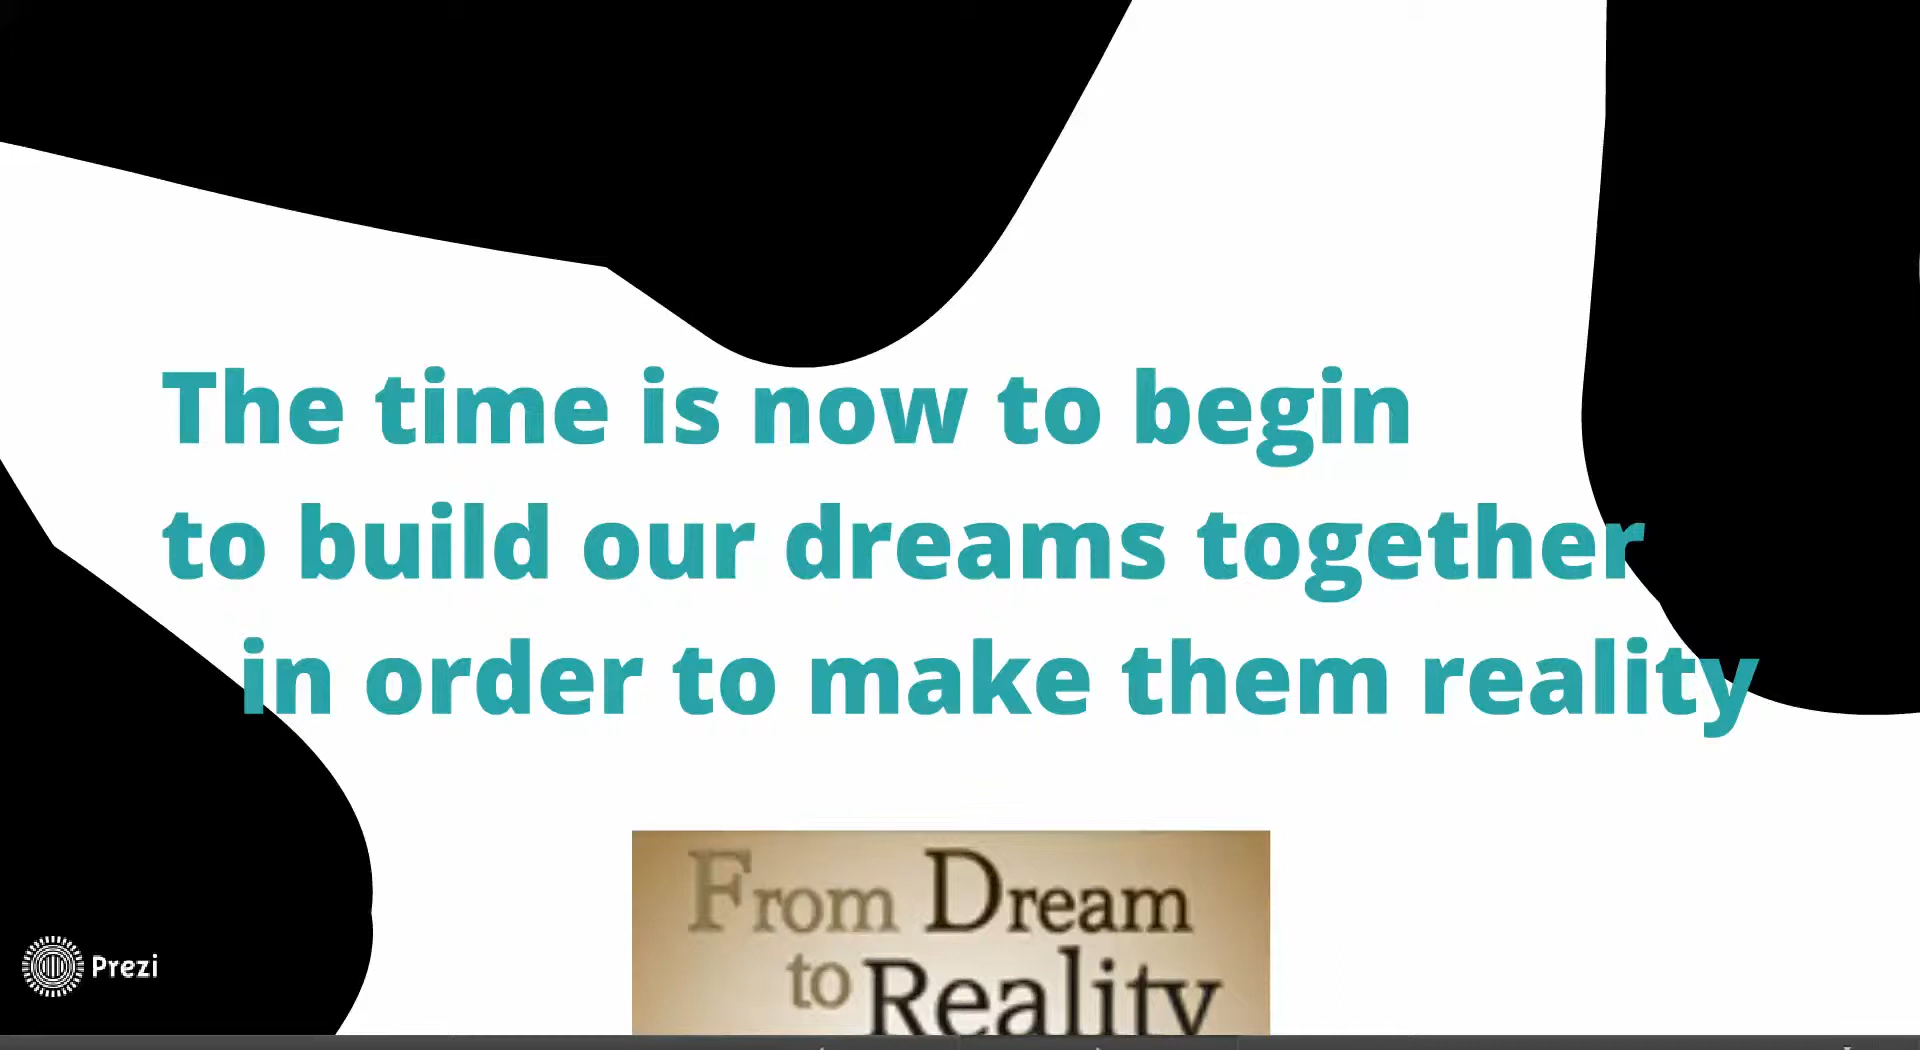 The time is now to begin
to build our dreams together
in order to make them reality
From Dream
to Reality
Prezi